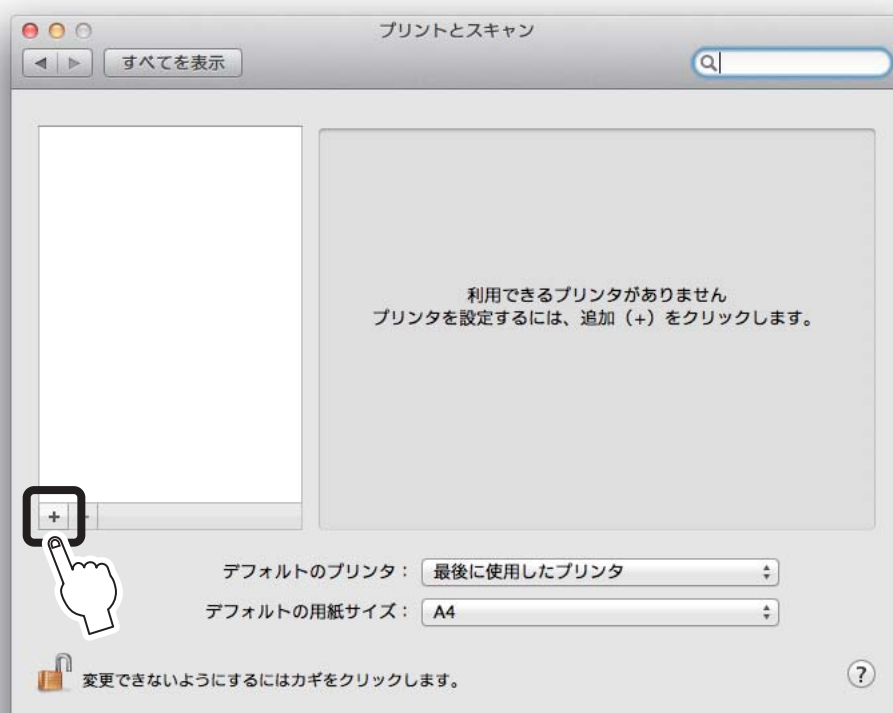 プリントとスキャン
すべてを表示
利用できるプリンタがありません
プリンタを設定するには、追加（+）をクリックします。
+
デフォルトのプリンタ： 最後に使用したプリンタ
デフォルトの用紙サイズ： A4
変更できないようにするにはカギをクリックします。
?